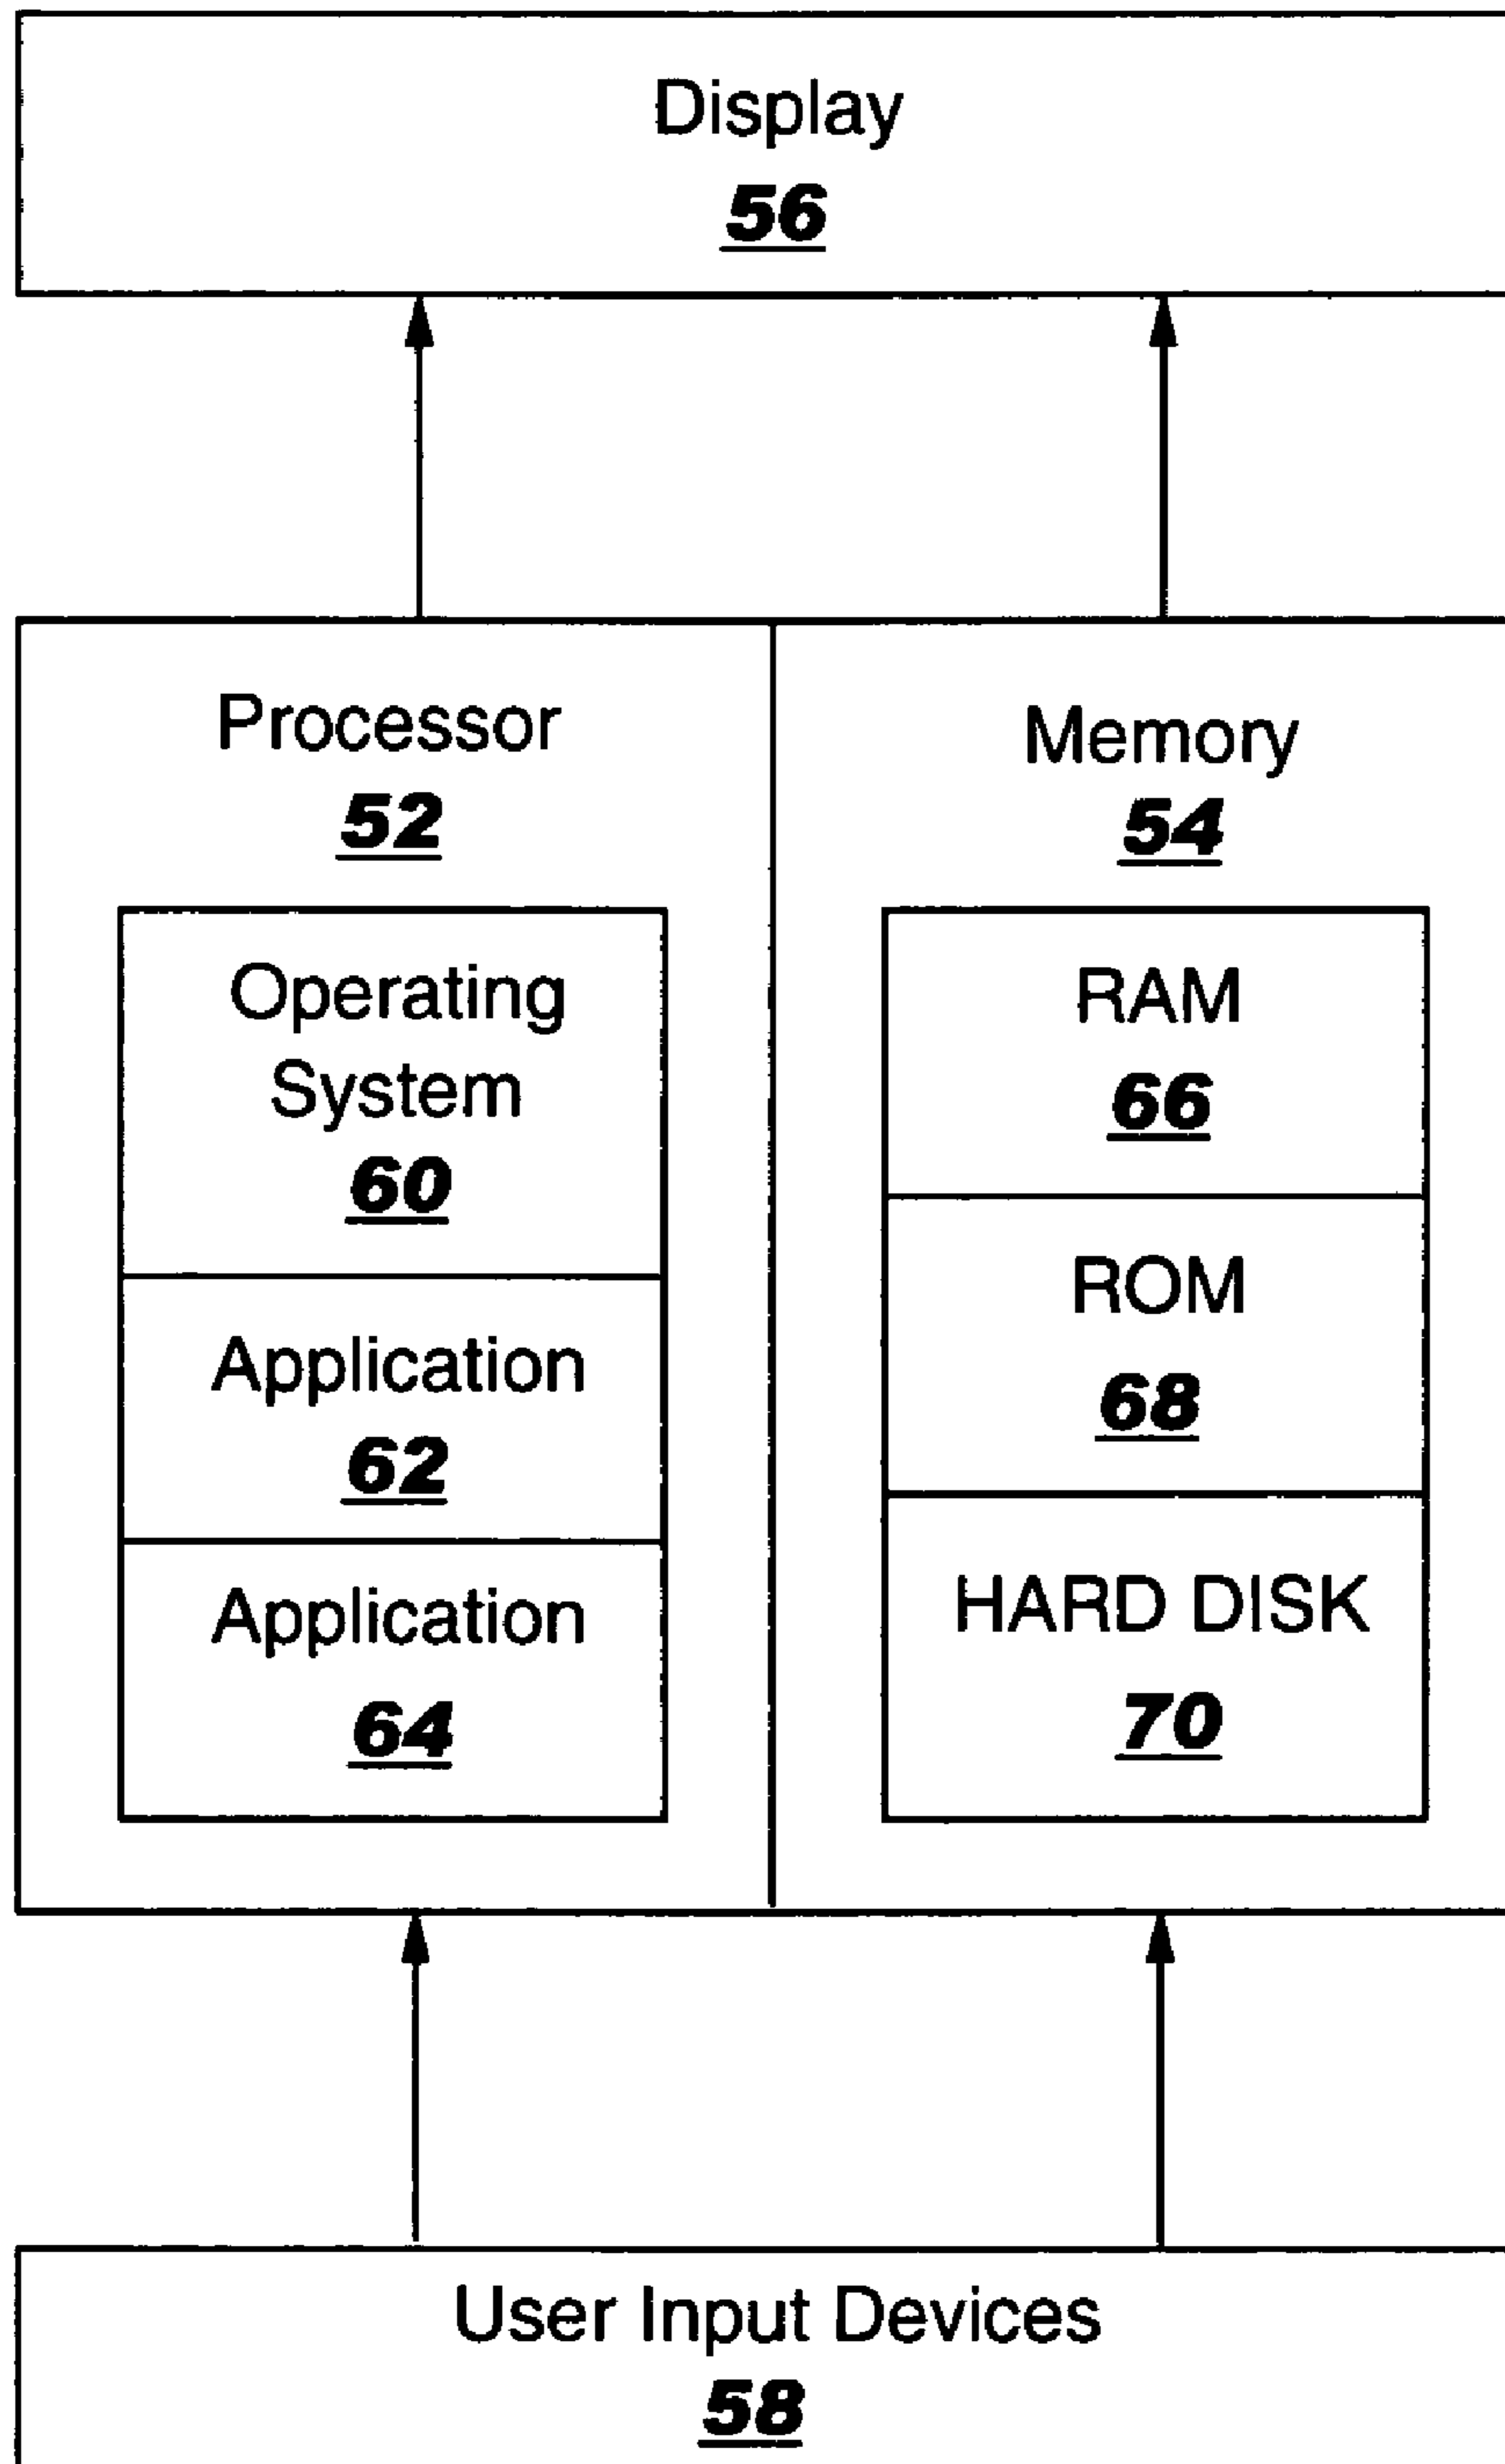 Display
56
Processor
52
Operating
System
60
Application
62
Application
64
Memory
54
RAM
66
ROM
68
HARD DISK
70
User Input Devices
58